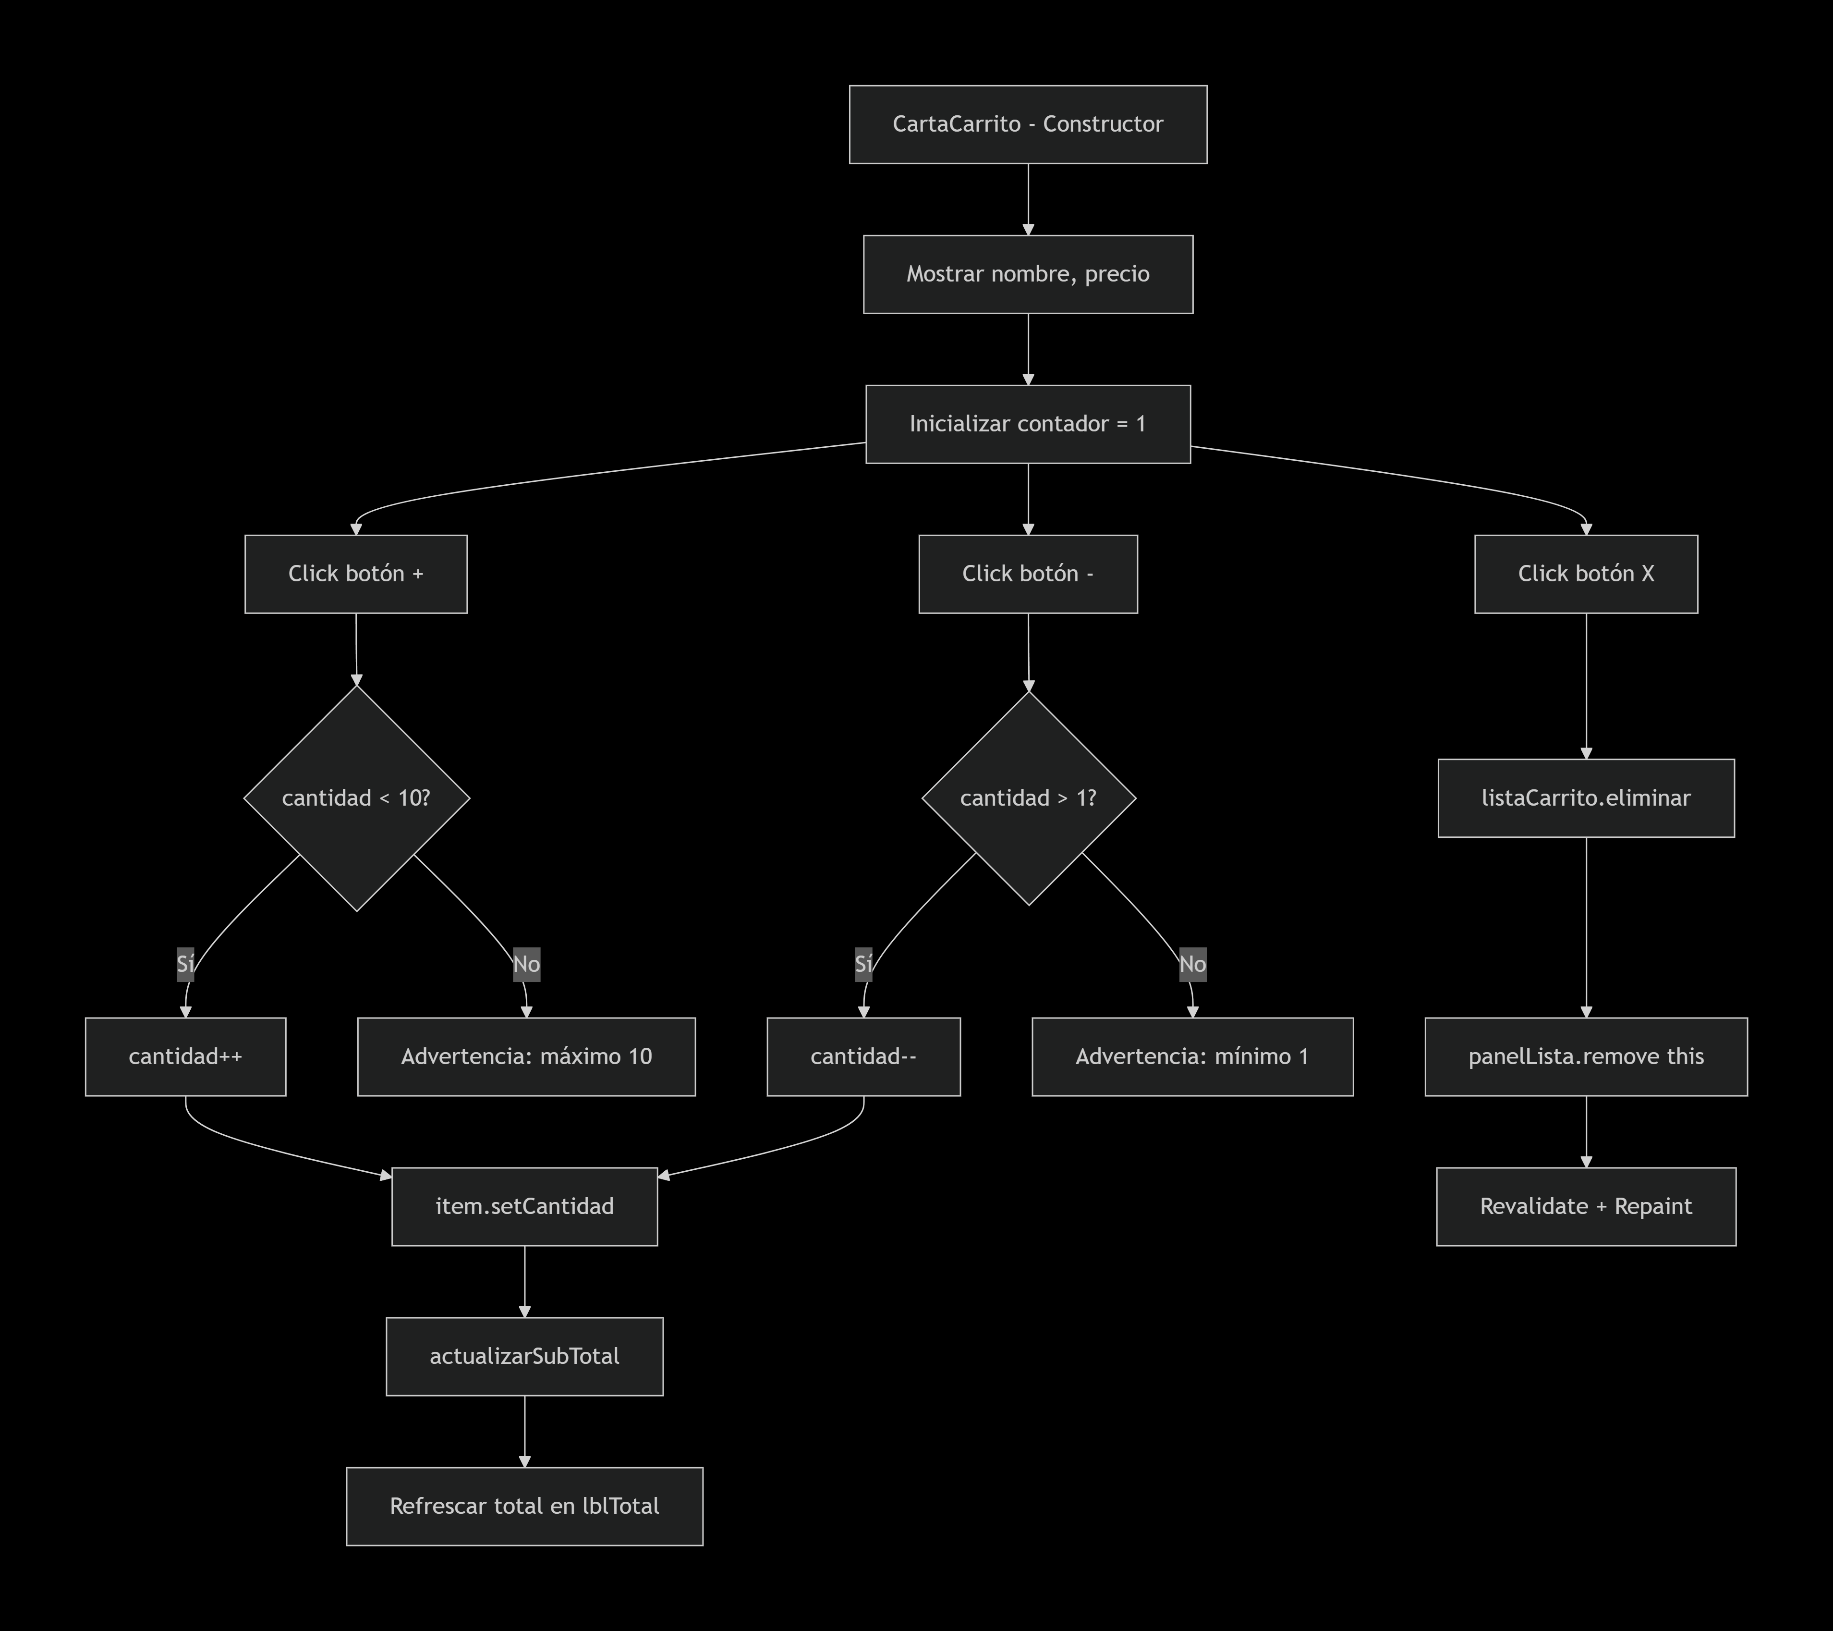 CartaCarrito - Constructor
Mostrar nombre, precio
Inicializar contador = 1
Click botón +
Click botón -
Click botón X
cantidad < 10?
cantidad > 1?
listaCarrito.eliminar
Sí
No
Sí
No
cantidad++
Advertencia: máximo 10
cantidad--
Advertencia: mínimo 1
panelLista.remove this
item.setCantidad
Revalidate + Repaint
actualizarSubTotal
Refrescar total en lblTotal